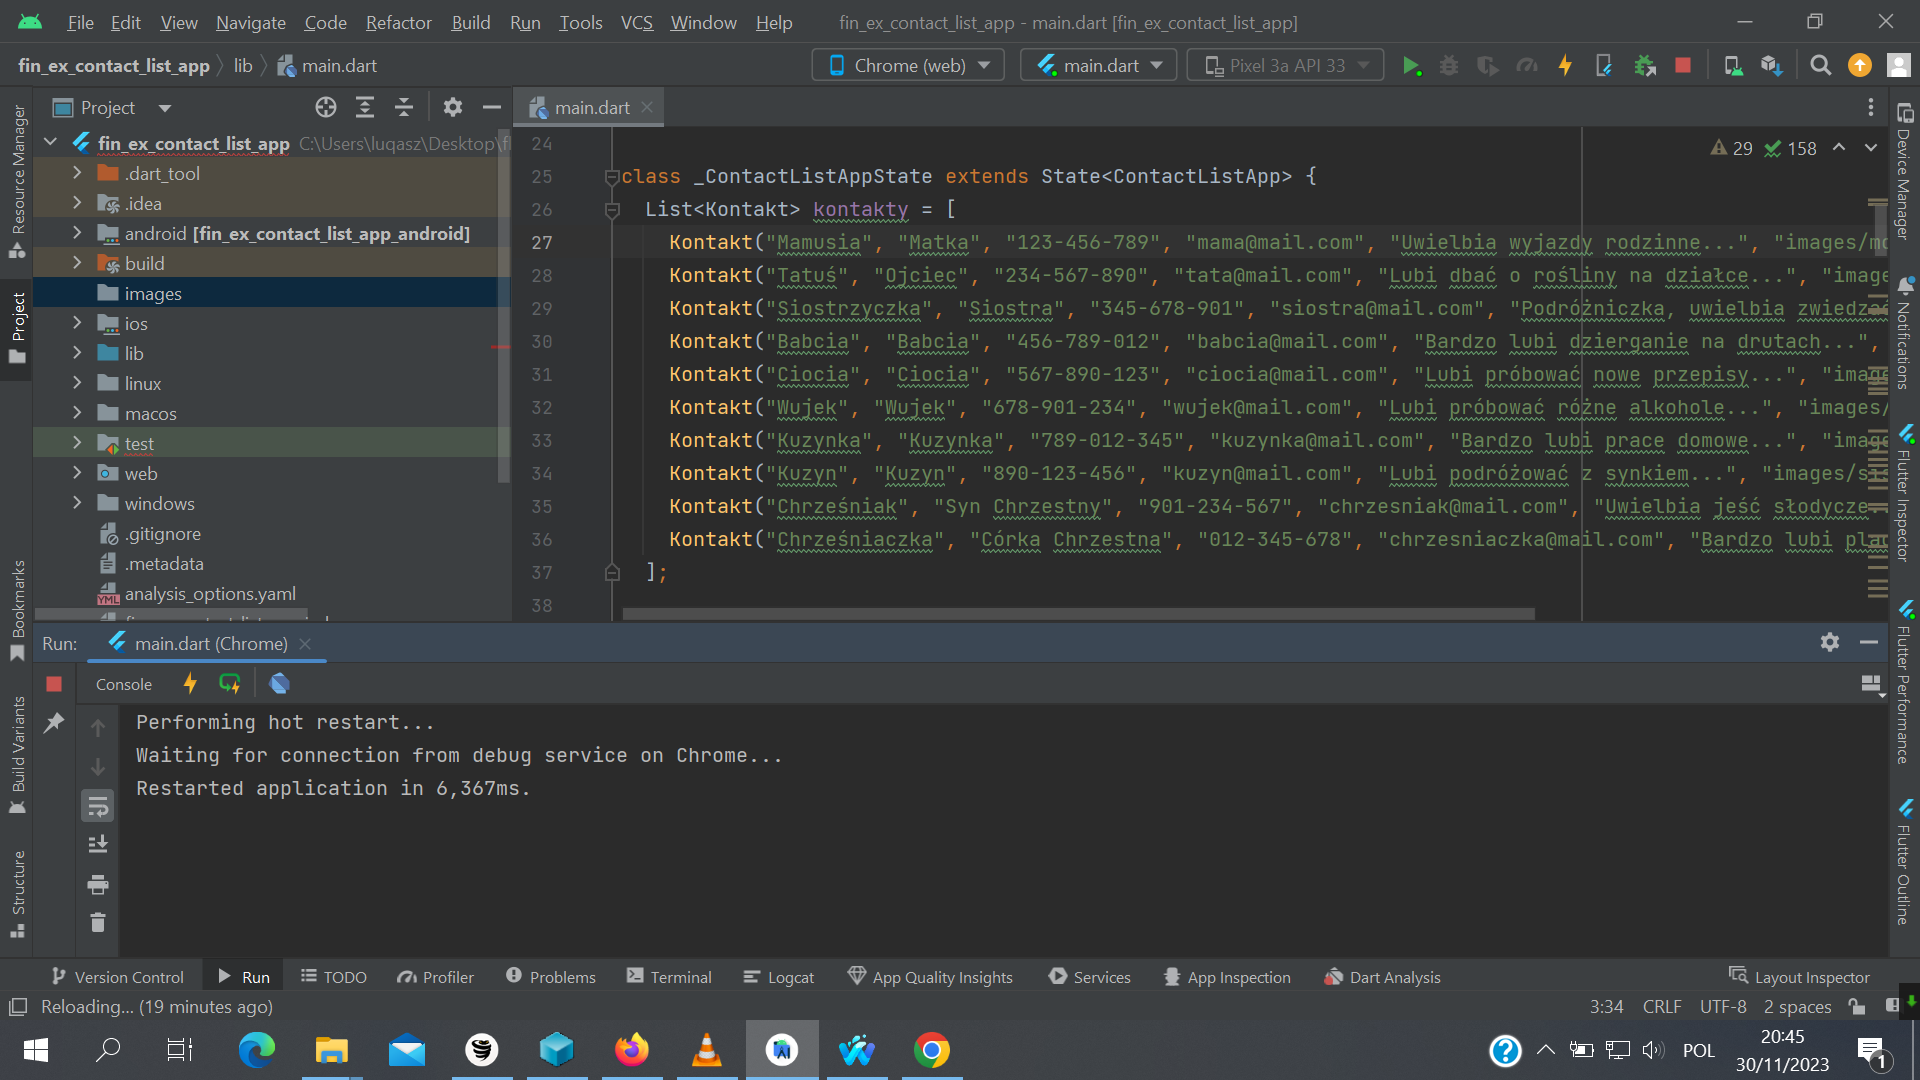 File Edit View Navigate Code Refactor Build Run Tools VCS Window Help fin_ex_contact_list_app - main.dart [fin_ex_contact_list_app]
fin_ex_contact_list_app lib main.dart Chrome (web) main.dart Pixel 3a API 33
Project main.dart
Resource Manager
Project
Bookmarks
Build Variants
Structure
fin_ex_contact_list_app C:\Users\luqasz\Desktop\f
.dart_tool
.idea
android [fin_ex_contact_list_app_android]
build
images
ios
lib
linux
macos
test
web
windows
.gitignore
.metadata
analysis_options.yaml
29 158
24
25 class _ContactListAppState extends State<ContactListApp> {
26 List<Kontakt> kontakty = [
27 Kontakt("Mamusia", "Matka", "123-456-789", "mama@mail.com", "Uwielbia wyjazdy rodzinne...", "images/mo
28 Kontakt("Tatuś", "Ojciec", "234-567-890", "tata@mail.com", "Lubi dbać o rośliny na działce...", "image
29 Kontakt("Siostrzyczka", "Siostra", "345-678-901", "siostra@mail.com", "Podróżniczka, uwielbia zwiedzać
30 Kontakt("Babcia", "Babcia", "456-789-012", "babcia@mail.com", "Bardzo lubi dzierganie na drutach...",
31 Kontakt("Ciocia", "Ciocia", "567-890-123", "ciocia@mail.com", "Lubi próbować nowe przepisy...", "imag
32 Kontakt("Wujek", "Wujek", "678-901-234", "wujek@mail.com", "Lubi próbować różne alkohole...", "images/
33 Kontakt("Kuzynka", "Kuzynka", "789-012-345", "kuzynka@mail.com", "Bardzo lubi prace domowe...", "imag
34 Kontakt("Kuzyn", "Kuzyn", "890-123-456", "kuzyn@mail.com", "Lubi podróżować z synkiem...", "images/sis
35 Kontakt("Chrześniak", "Syn Chrzestny", "901-234-567", "chrzesniak@mail.com", "Uwielbia jeść słodycze.
36 Kontakt("Chrześniaczka", "Córka Chrzestna", "012-345-678", "chrzesniaczka@mail.com", "Bardzo lubi pla
37 ];
38
Device Manager
Notifications
Flutter Inspector
Flutter Performance
Flutter Outline
Run: main.dart (Chrome)
Console
Performing hot restart...
Waiting for connection from debug service on Chrome...
Restarted application in 6,367ms.
Version Control Run TODO Profiler Problems Terminal Logcat App Quality Insights Services App Inspection Dart Analysis Layout Inspector
Reloading... (19 minutes ago) 3:34 CRLF UTF-8 2 spaces
POL 20:45
30/11/2023 1